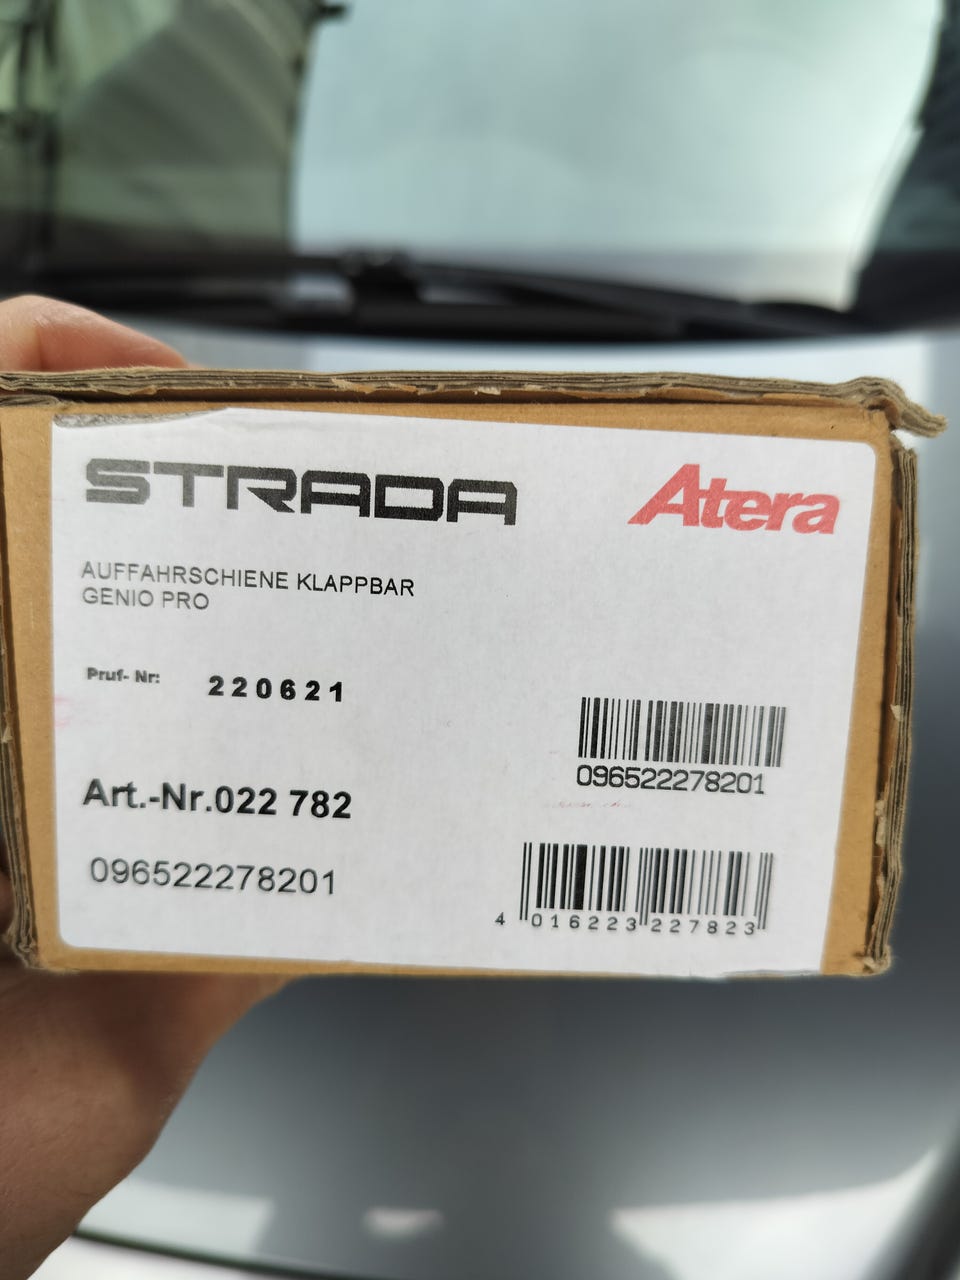 STRADA
Atera
AUFFAHRSCHIENE KLAPPBAR
GENIO PRO
Pruf- Nr: 220621
096522278201
Art.-Nr.022 782
096522278201
4 016223 227823